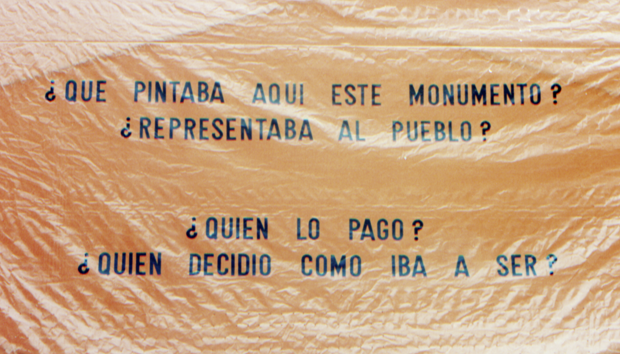 ¿QUE PINTABA AQUI ESTE MONUMENTO?
¿REPRESENTABA AL PUEBLO?
¿QUIEN LO PAGO?
¿QUIEN DECIDIO COMO IBA A SER?